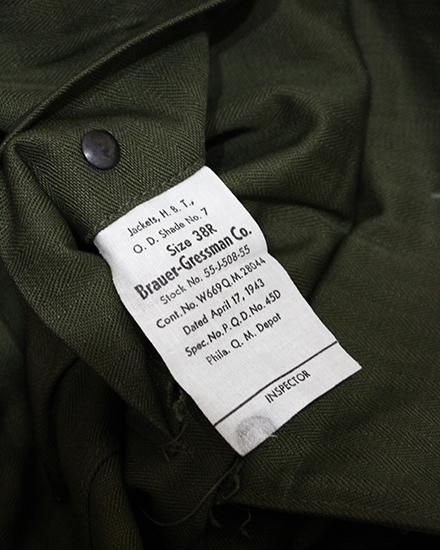 Jackets, H. B. T.,
O. D. Shade No. 7
Size 38R
Brauer-Gressman Co.
Stock No. 55-J-508-55
Cont. No. W669 Q.M. 28044
Dated April 17, 1943
Spec. No. P. Q. D. No. 45D
Phila. Q. M. Depot
INSPECTOR